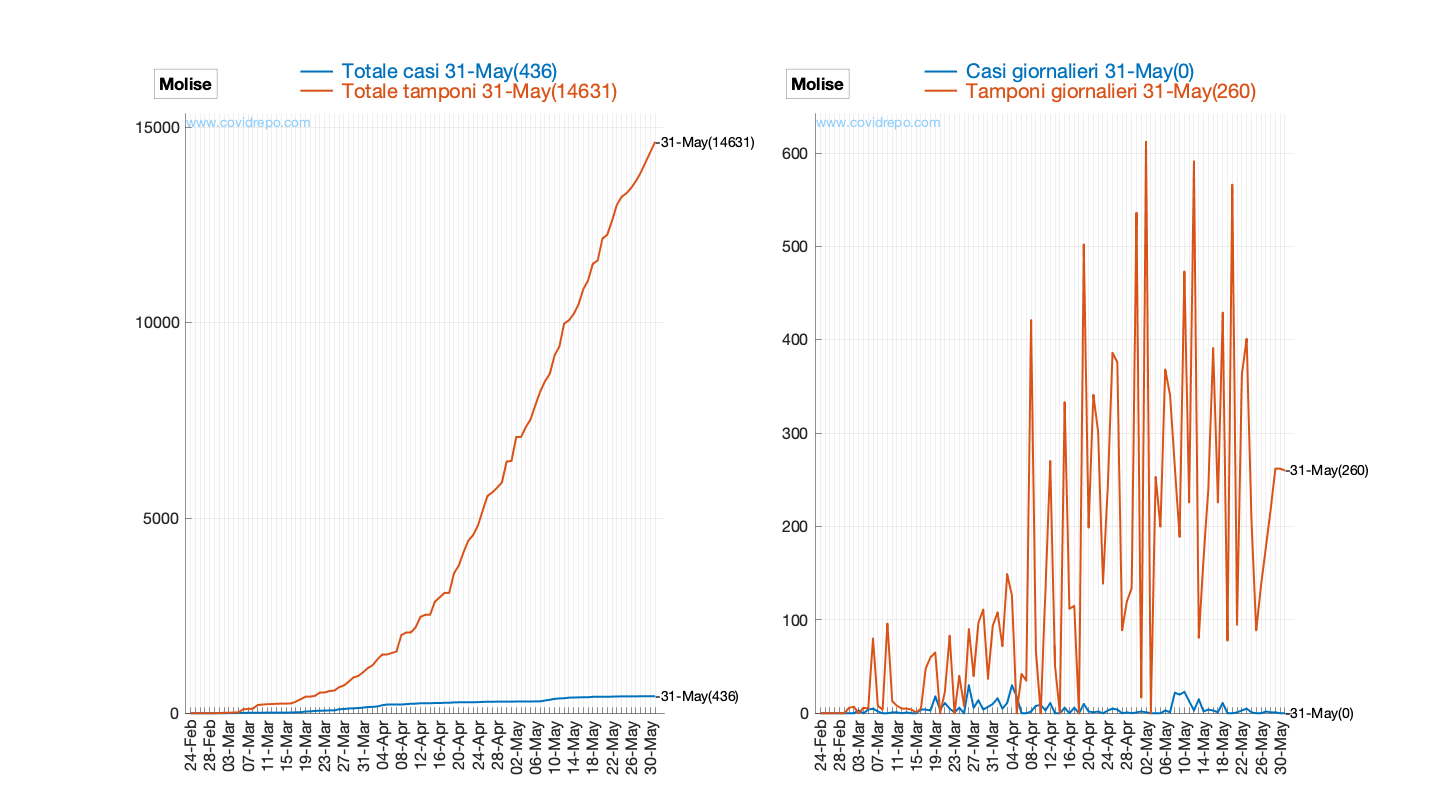 Molise
Totale casi 31-May(436)
Totale tamponi 31-May(14631)
www.covidrepo.com
15000
10000
5000
0
31-May(14631)
31-May(436)
24-Feb
28-Feb
03-Mar
07-Mar
11-Mar
15-Mar
19-Mar
23-Mar
27-Mar
31-Mar
04-Apr
08-Apr
12-Apr
16-Apr
20-Apr
24-Apr
28-Apr
02-May
06-May
10-May
14-May
18-May
22-May
26-May
30-May
Molise
Casi giornalieri 31-May(0)
Tamponi giornalieri 31-May(260)
www.covidrepo.com
600
500
400
300
200
100
0
31-May(260)
31-May(0)
24-Feb
28-Feb
03-Mar
07-Mar
11-Mar
15-Mar
19-Mar
23-Mar
27-Mar
31-Mar
04-Apr
08-Apr
12-Apr
16-Apr
20-Apr
24-Apr
28-Apr
02-May
06-May
10-May
14-May
18-May
22-May
26-May
30-May